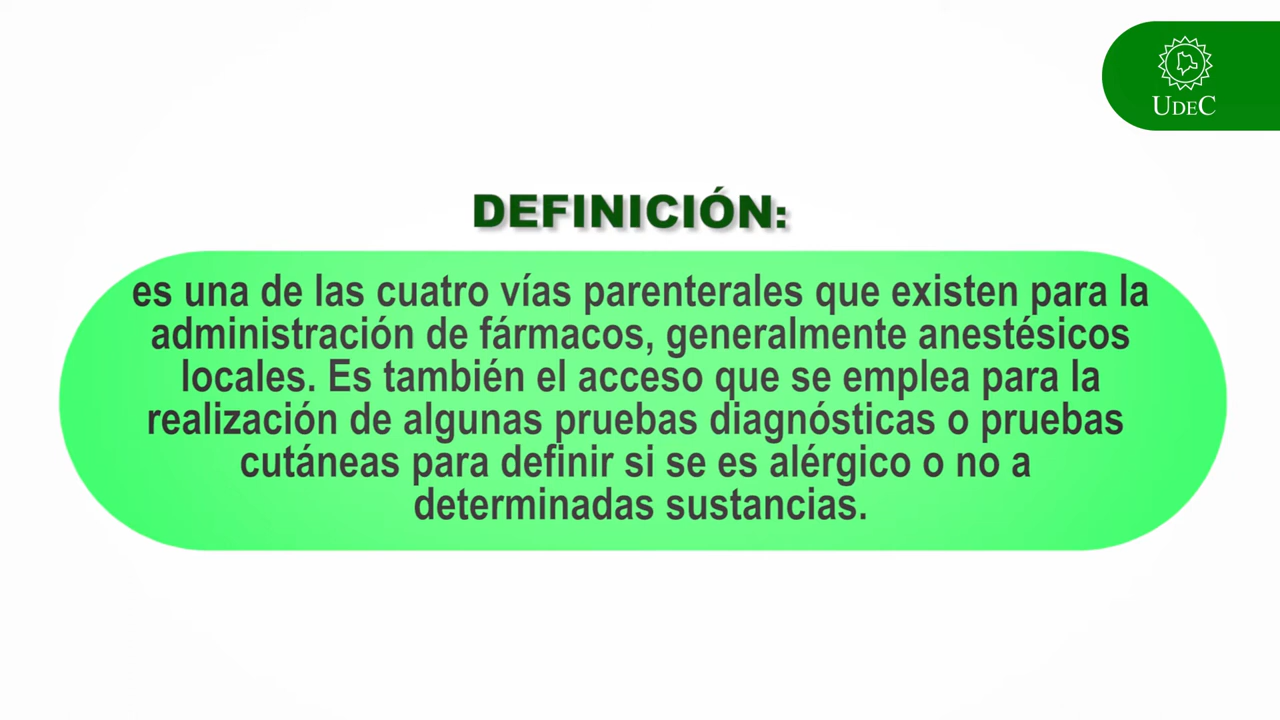 UDEC
DEFINICIÓN:
es una de las cuatro vías parenterales que existen para la
administración de fármacos, generalmente anestésicos
locales. Es también el acceso que se emplea para la
realización de algunas pruebas diagnósticas o pruebas
cutáneas para definir si se es alérgico o no a
determinadas sustancias.